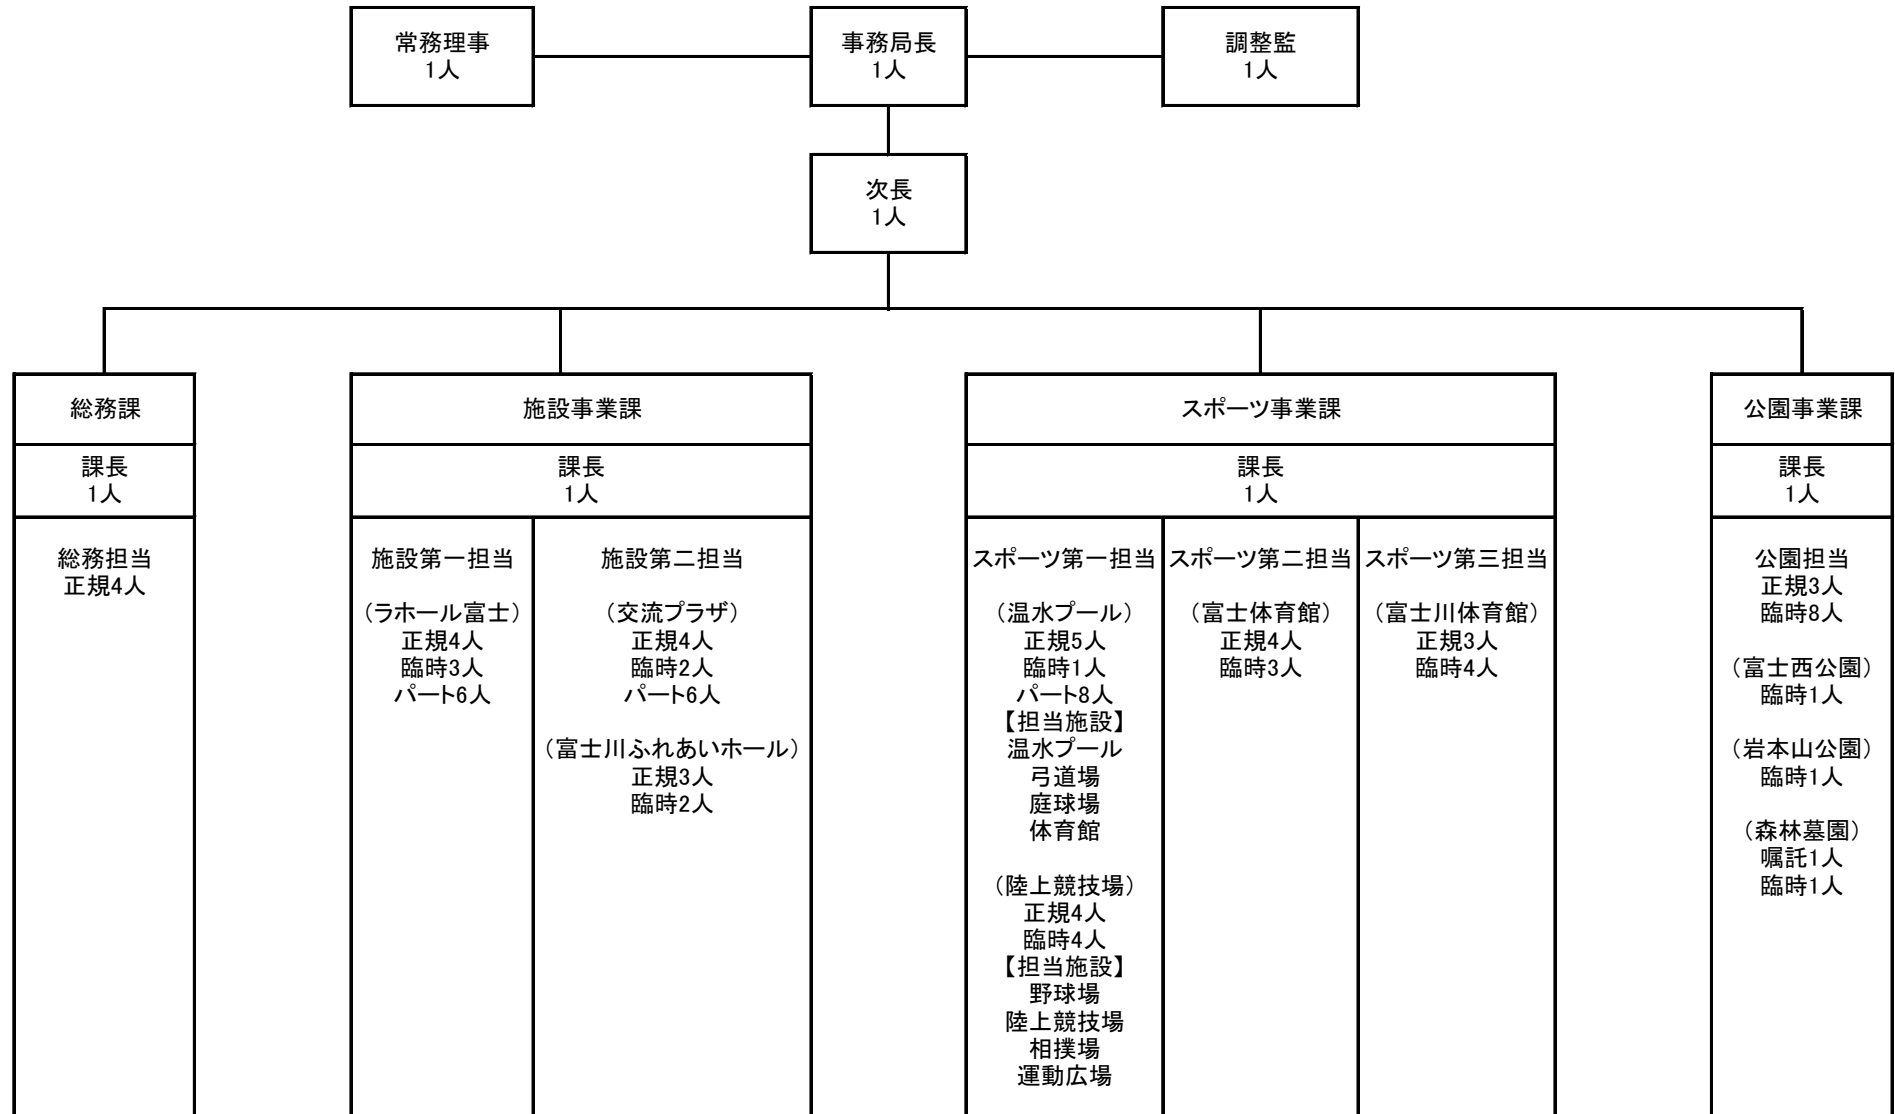 常務理事
1人
事務局長
1人
調整監
1人
次長
1人
総務課
課長
1人
総務担当
正規4人
施設事業課
課長
1人
施設第一担当
（ラホール富士）
正規4人
臨時3人
パート6人
施設第二担当
（交流プラザ）
正規4人
臨時2人
パート6人
（富士川ふれあいホール）
正規3人
臨時2人
スポーツ事業課
課長
1人
スポーツ第一担当
（温水プール）
正規5人
臨時1人
パート8人
【担当施設】
温水プール
弓道場
庭球場
体育館
（陸上競技場）
正規4人
臨時4人
【担当施設】
野球場
陸上競技場
相撲場
運動広場
スポーツ第二担当
（富士体育館）
正規4人
臨時3人
スポーツ第三担当
（富士川体育館）
正規3人
臨時4人
公園事業課
課長
1人
公園担当
正規3人
臨時8人
（富士西公園）
臨時1人
（岩本山公園）
臨時1人
（森林墓園）
嘱託1人
臨時1人